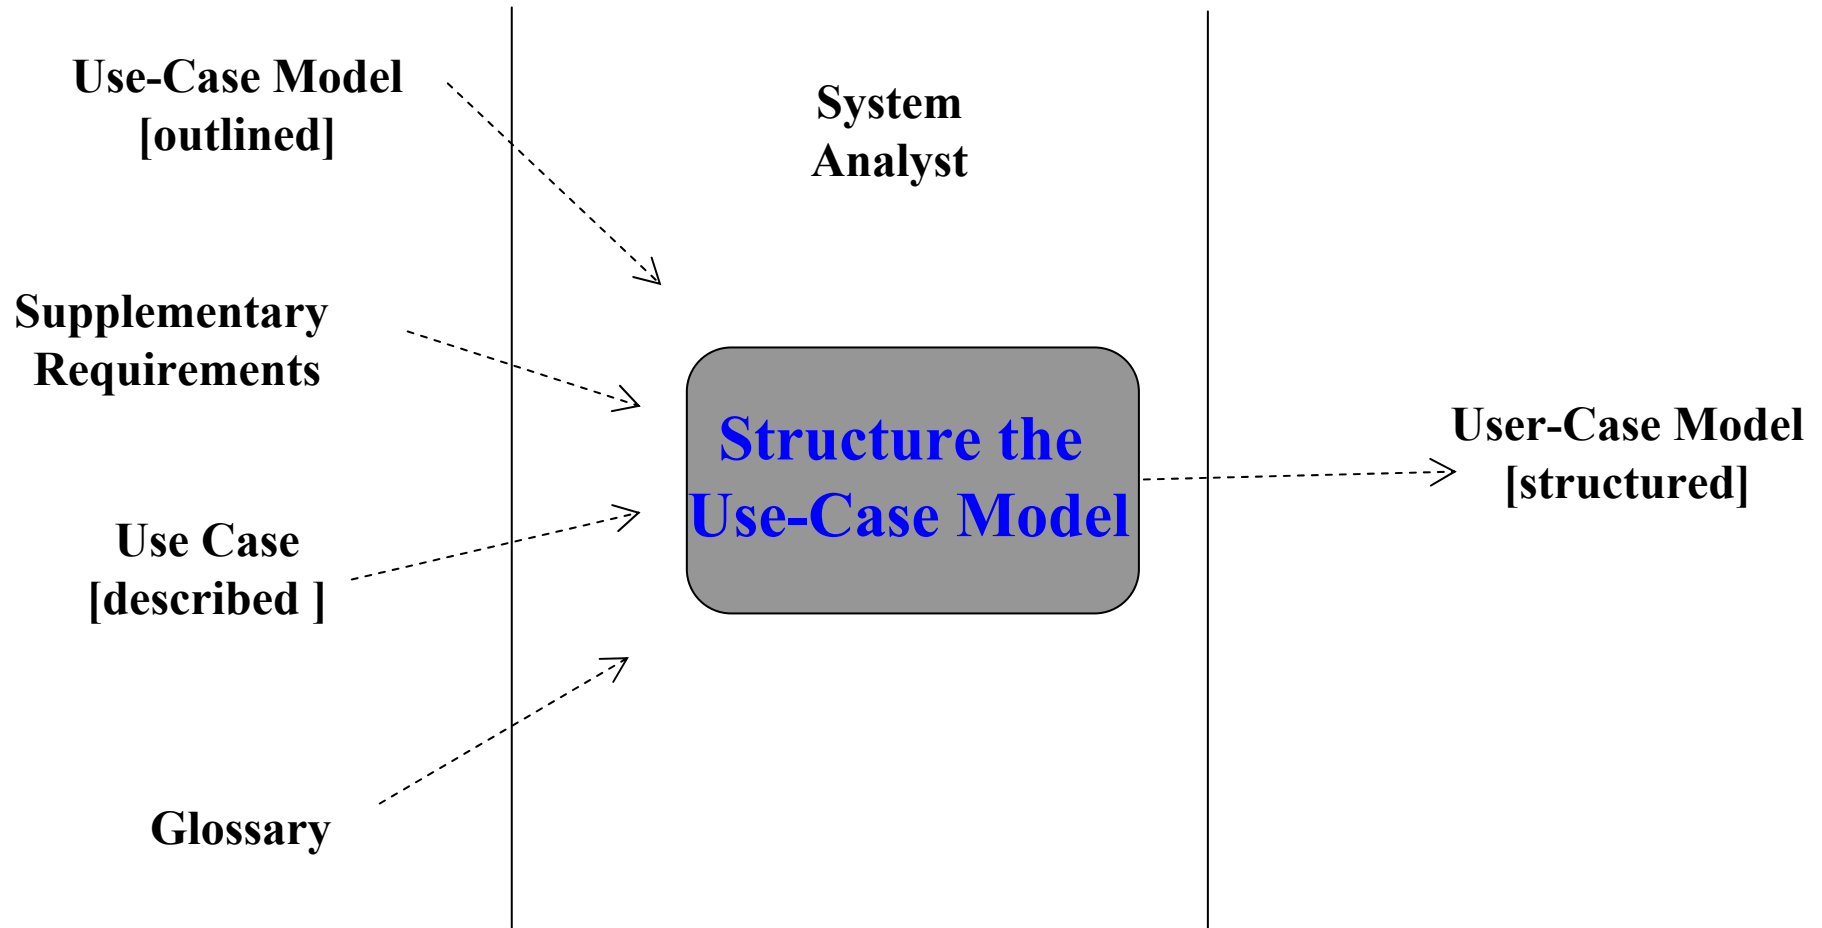 Use-Case Model
[outlined]
System
Analyst
Supplementary
Requirements
Structure the
Use-Case Model
User-Case Model
[structured]
Use Case
[described ]
Glossary